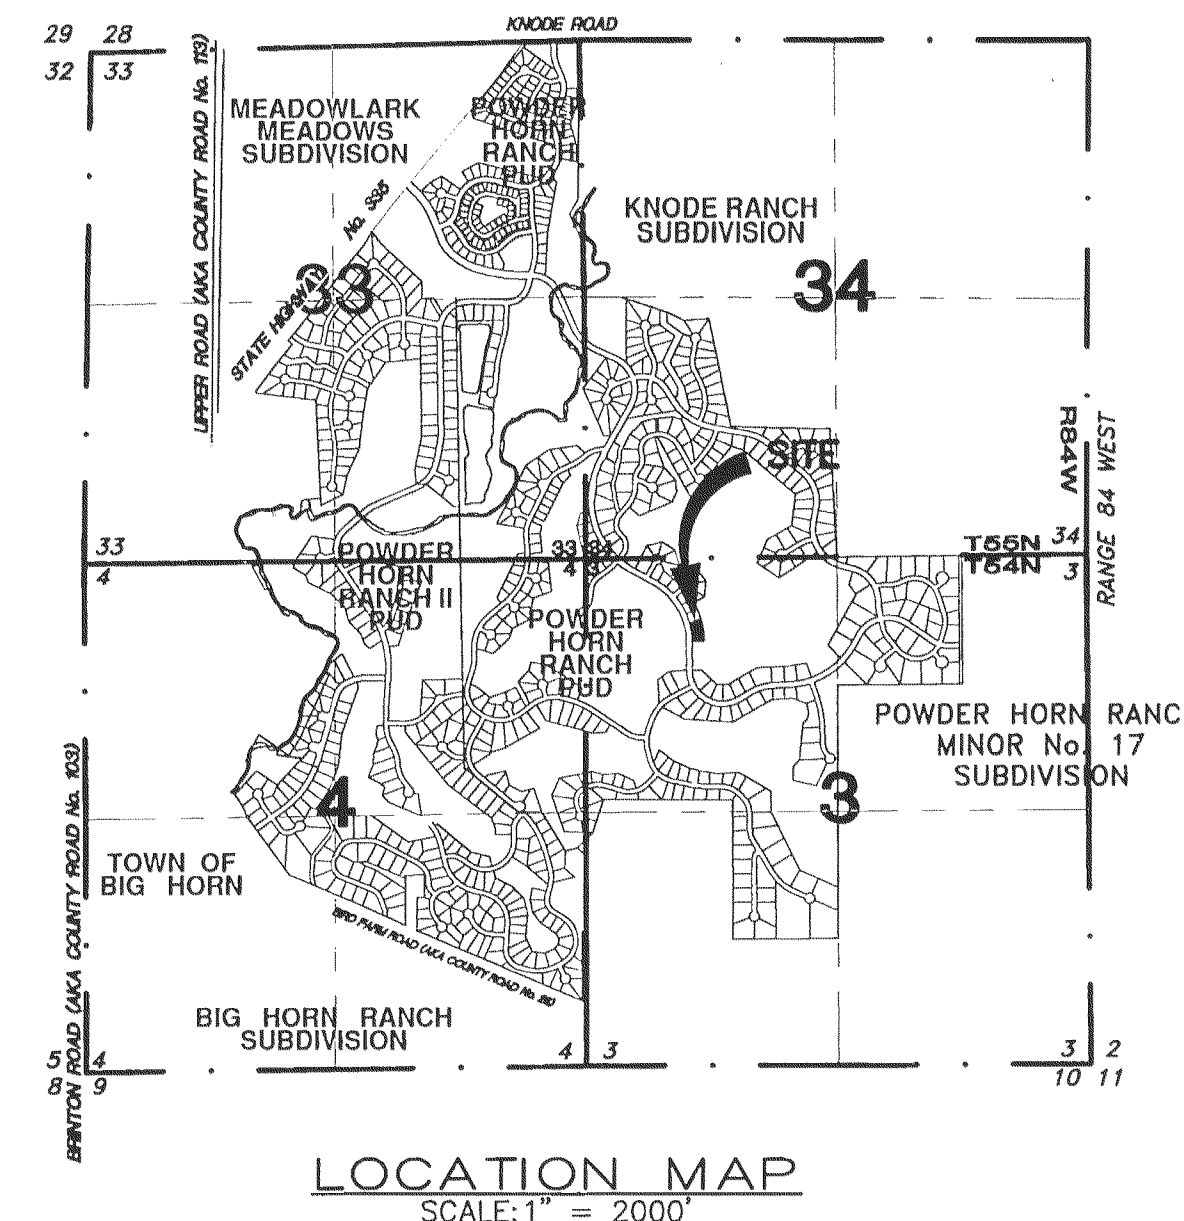 KNODE ROAD
29 28
32 33
UPPER ROAD (AKA COUNTY ROAD No. 113)
MEADOWLARK
MEADOWS
SUBDIVISION
POWDER
HORN
RANCH
PUD
STATE HIGHWAY No. 335
KNODE RANCH
SUBDIVISION
33
34
SITE
R84W
RANGE 84 WEST
33
4
33 34
4 3
T55N 34
T54N 3
POWDER
HORN
RANCH II
PUD
POWDER
HORN
RANCH
PUD
POWDER HORN RANC
MINOR No. 17
SUBDIVISION
4
3
TOWN OF
BIG HORN
BRINTON ROAD (AKA COUNTY ROAD No. 103)
BIRD FARM ROAD (AKA COUNTY ROAD No.
BIG HORN RANCH
SUBDIVISION
5 4
8 9
4 3
3 2
10 11
LOCATION MAP
SCALE: 1" = 2000'